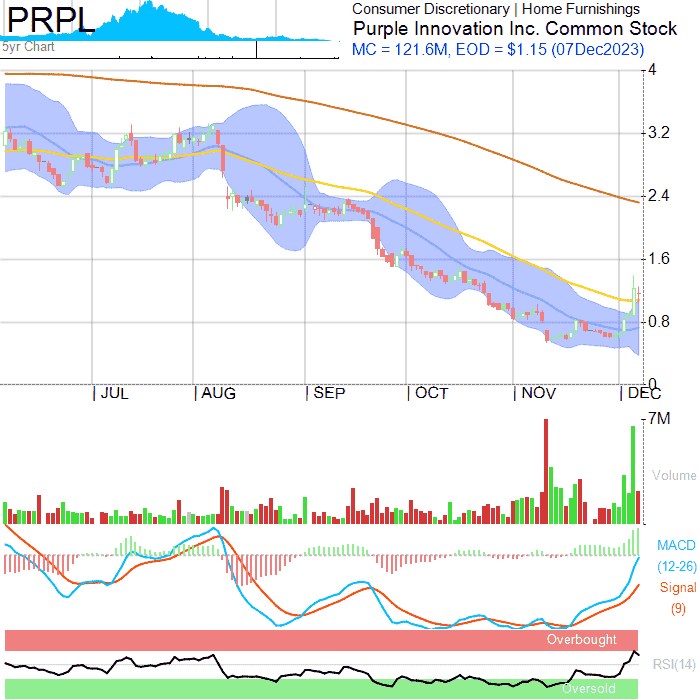 PRPL
5yr Chart
Consumer Discretionary | Home Furnishings
Purple Innovation Inc. Common Stock
MC = 121.6M, EOD = $1.15 (07Dec2023)
4
3.2
2.4
1.6
0.8
0
JUL AUG SEP OCT NOV DEC
7M
Volume
MACD
(12-26)
Signal
(9)
Overbought
RSI(14)
Oversold